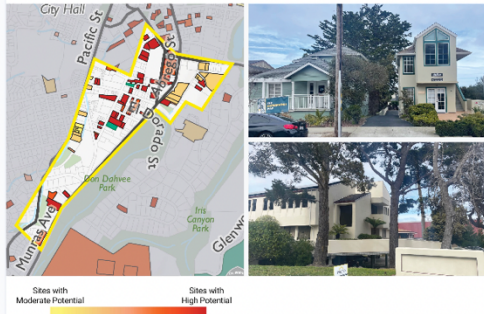 City Hall
Pacific St
Abrego St
Dorado St
Don Dahvee
Park
Iris
Canyon
Park
Munras Ave
Glenwo
Sites with
Moderate Potential
Sites with
High Potential